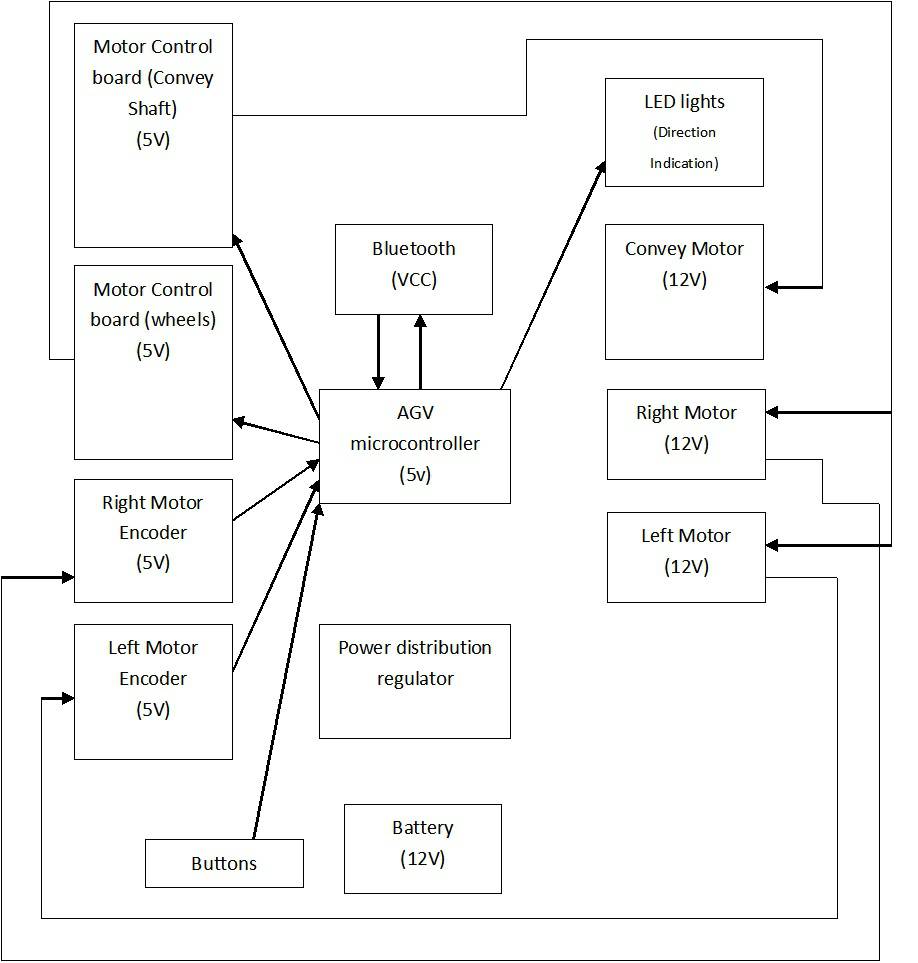 Motor Control
board (Convey
Shaft)
(5V)
LED lights
(Direction
Indication)
Bluetooth
(VCC)
Convey Motor
(12V)
Motor Control
board (wheels)
(5V)
AGV
microcontroller
(5v)
Right Motor
(12V)
Right Motor
Encoder
(5V)
Left Motor
(12V)
Left Motor
Encoder
(5V)
Power distribution
regulator
Battery
(12V)
Buttons